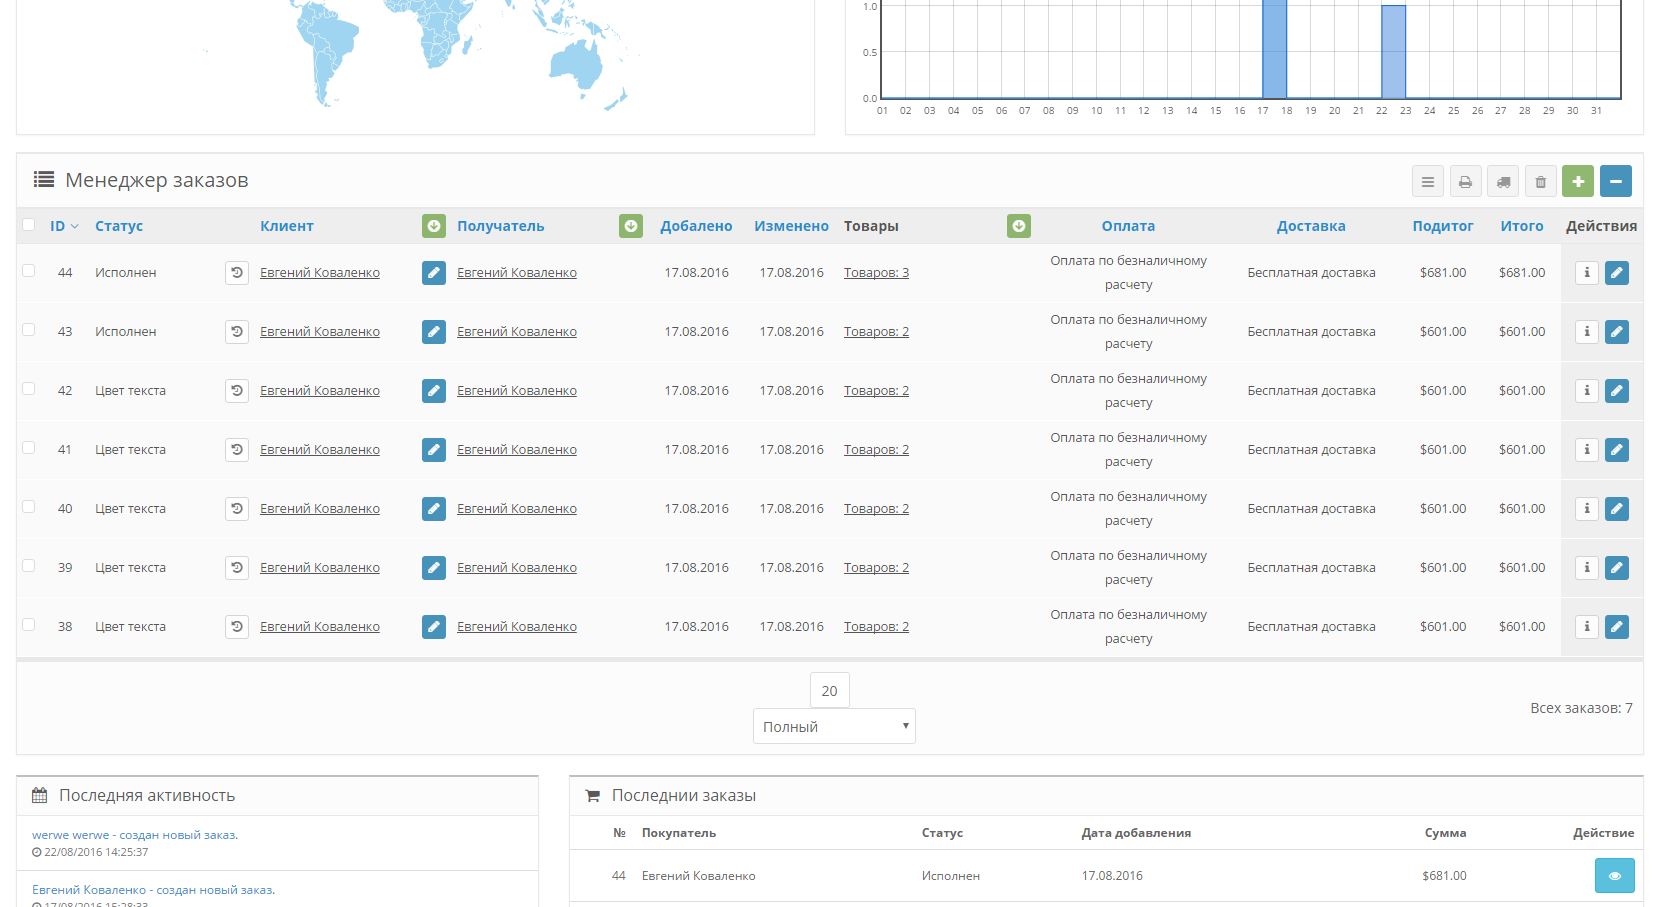 1.0
0.5
0.0
01 02 03 04 05 06 07 08 09 10 11 12 13 14 15 16 17 18 19 20 21 22 23 24 25 26 27 28 29 30 31
Менеджер заказов
ID Статус Клиент Получатель Добалено Изменено Товары Оплата Доставка Подитог Итого Действия
44 Исполнен Евгений Коваленко Евгений Коваленко 17.08.2016 17.08.2016 Товаров: 3 Оплата по безналичному расчету Бесплатная доставка $681.00 $681.00
43 Исполнен Евгений Коваленко Евгений Коваленко 17.08.2016 17.08.2016 Товаров: 2 Оплата по безналичному расчету Бесплатная доставка $601.00 $601.00
42 Цвет текста Евгений Коваленко Евгений Коваленко 17.08.2016 17.08.2016 Товаров: 2 Оплата по безналичному расчету Бесплатная доставка $601.00 $601.00
41 Цвет текста Евгений Коваленко Евгений Коваленко 17.08.2016 17.08.2016 Товаров: 2 Оплата по безналичному расчету Бесплатная доставка $601.00 $601.00
40 Цвет текста Евгений Коваленко Евгений Коваленко 17.08.2016 17.08.2016 Товаров: 2 Оплата по безналичному расчету Бесплатная доставка $601.00 $601.00
39 Цвет текста Евгений Коваленко Евгений Коваленко 17.08.2016 17.08.2016 Товаров: 2 Оплата по безналичному расчету Бесплатная доставка $601.00 $601.00
38 Цвет текста Евгений Коваленко Евгений Коваленко 17.08.2016 17.08.2016 Товаров: 2 Оплата по безналичному расчету Бесплатная доставка $601.00 $601.00
20
Полный
Всех заказов: 7
Последняя активность
werwe werwe - создан новый заказ.
22/08/2016 14:25:37
Евгений Коваленко - создан новый заказ.
17/08/2016 15:28:33
Последнии заказы
№ Покупатель Статус Дата добавления Сумма Действие
44 Евгений Коваленко Исполнен 17.08.2016 $681.00